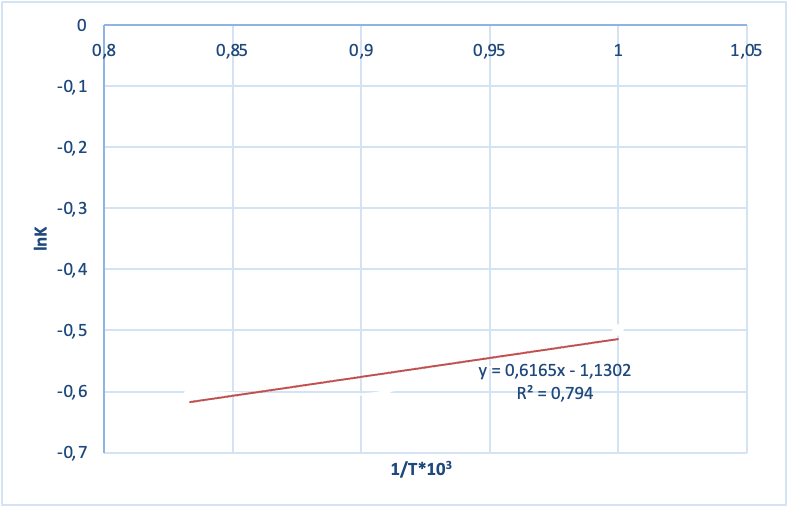 0
0,8 0,85 0,9 0,95 1 1,05
-0,1
-0,2
-0,3
lnK
-0,4
-0,5
y = 0,6165x - 1,1302
-0,6
R² = 0,794
-0,7
1/T*10³